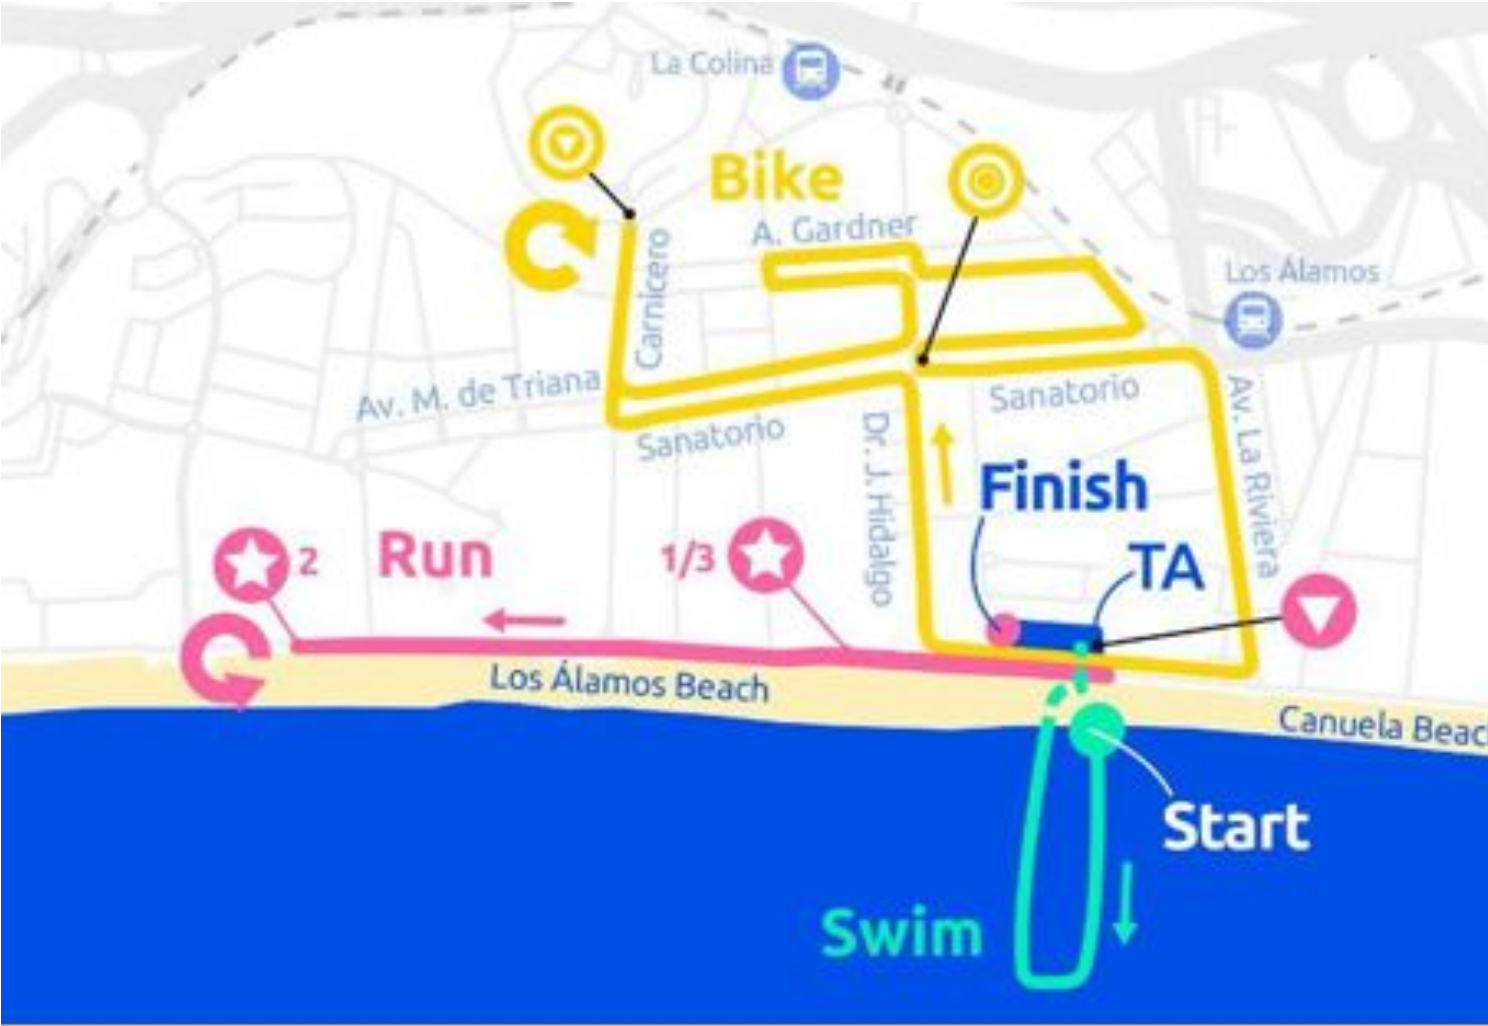 La Colina
Bike
A. Gardner
Carnicero
Los Álamos
Av. M. de Triana
Sanatorio
Sanatorio
Dr. J. Hidalgo
Av. La Riviera
Finish
TA
2
Run
1/3
Los Álamos Beach
Canuela Beac
Start
Swim